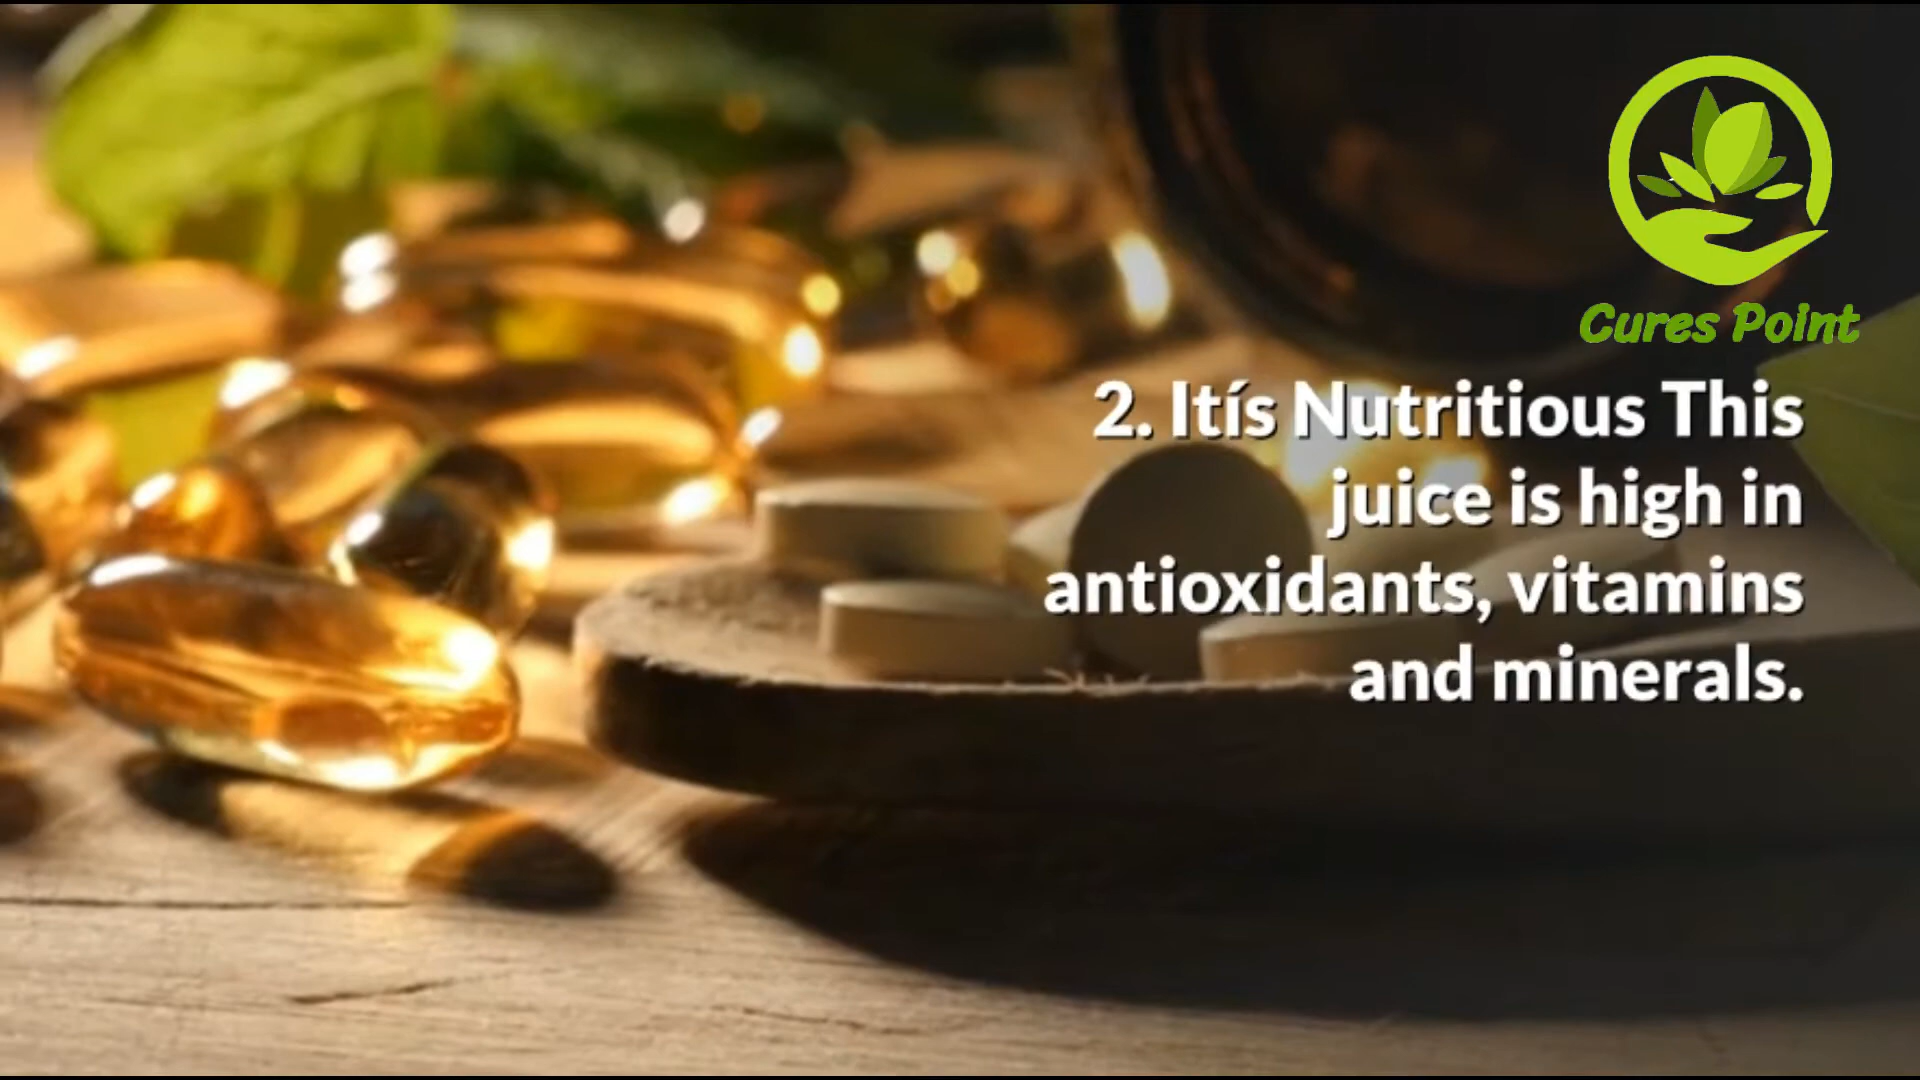 Cures Point
2. Itís Nutritious This
juice is high in
antioxidants, vitamins
and minerals.